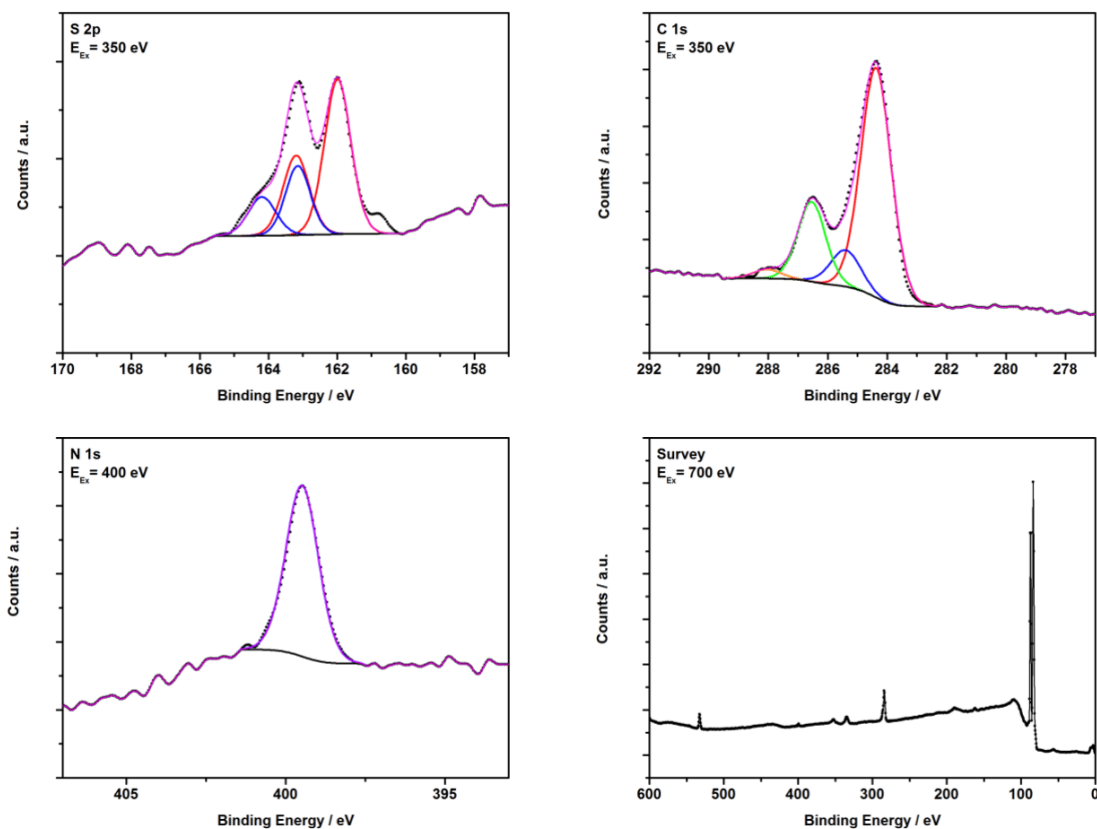 S 2p
E_Ex = 350 eV
Counts / a.u.
170 168 166 164 162 160 158
Binding Energy / eV
C 1s
E_Ex = 350 eV
Counts / a.u.
292 290 288 286 284 282 280 278
Binding Energy / eV
N 1s
E_Ex = 400 eV
Counts / a.u.
405 400 395
Binding Energy / eV
Survey
E_Ex = 700 eV
Counts / a.u.
600 500 400 300 200 100 0
Binding Energy / eV